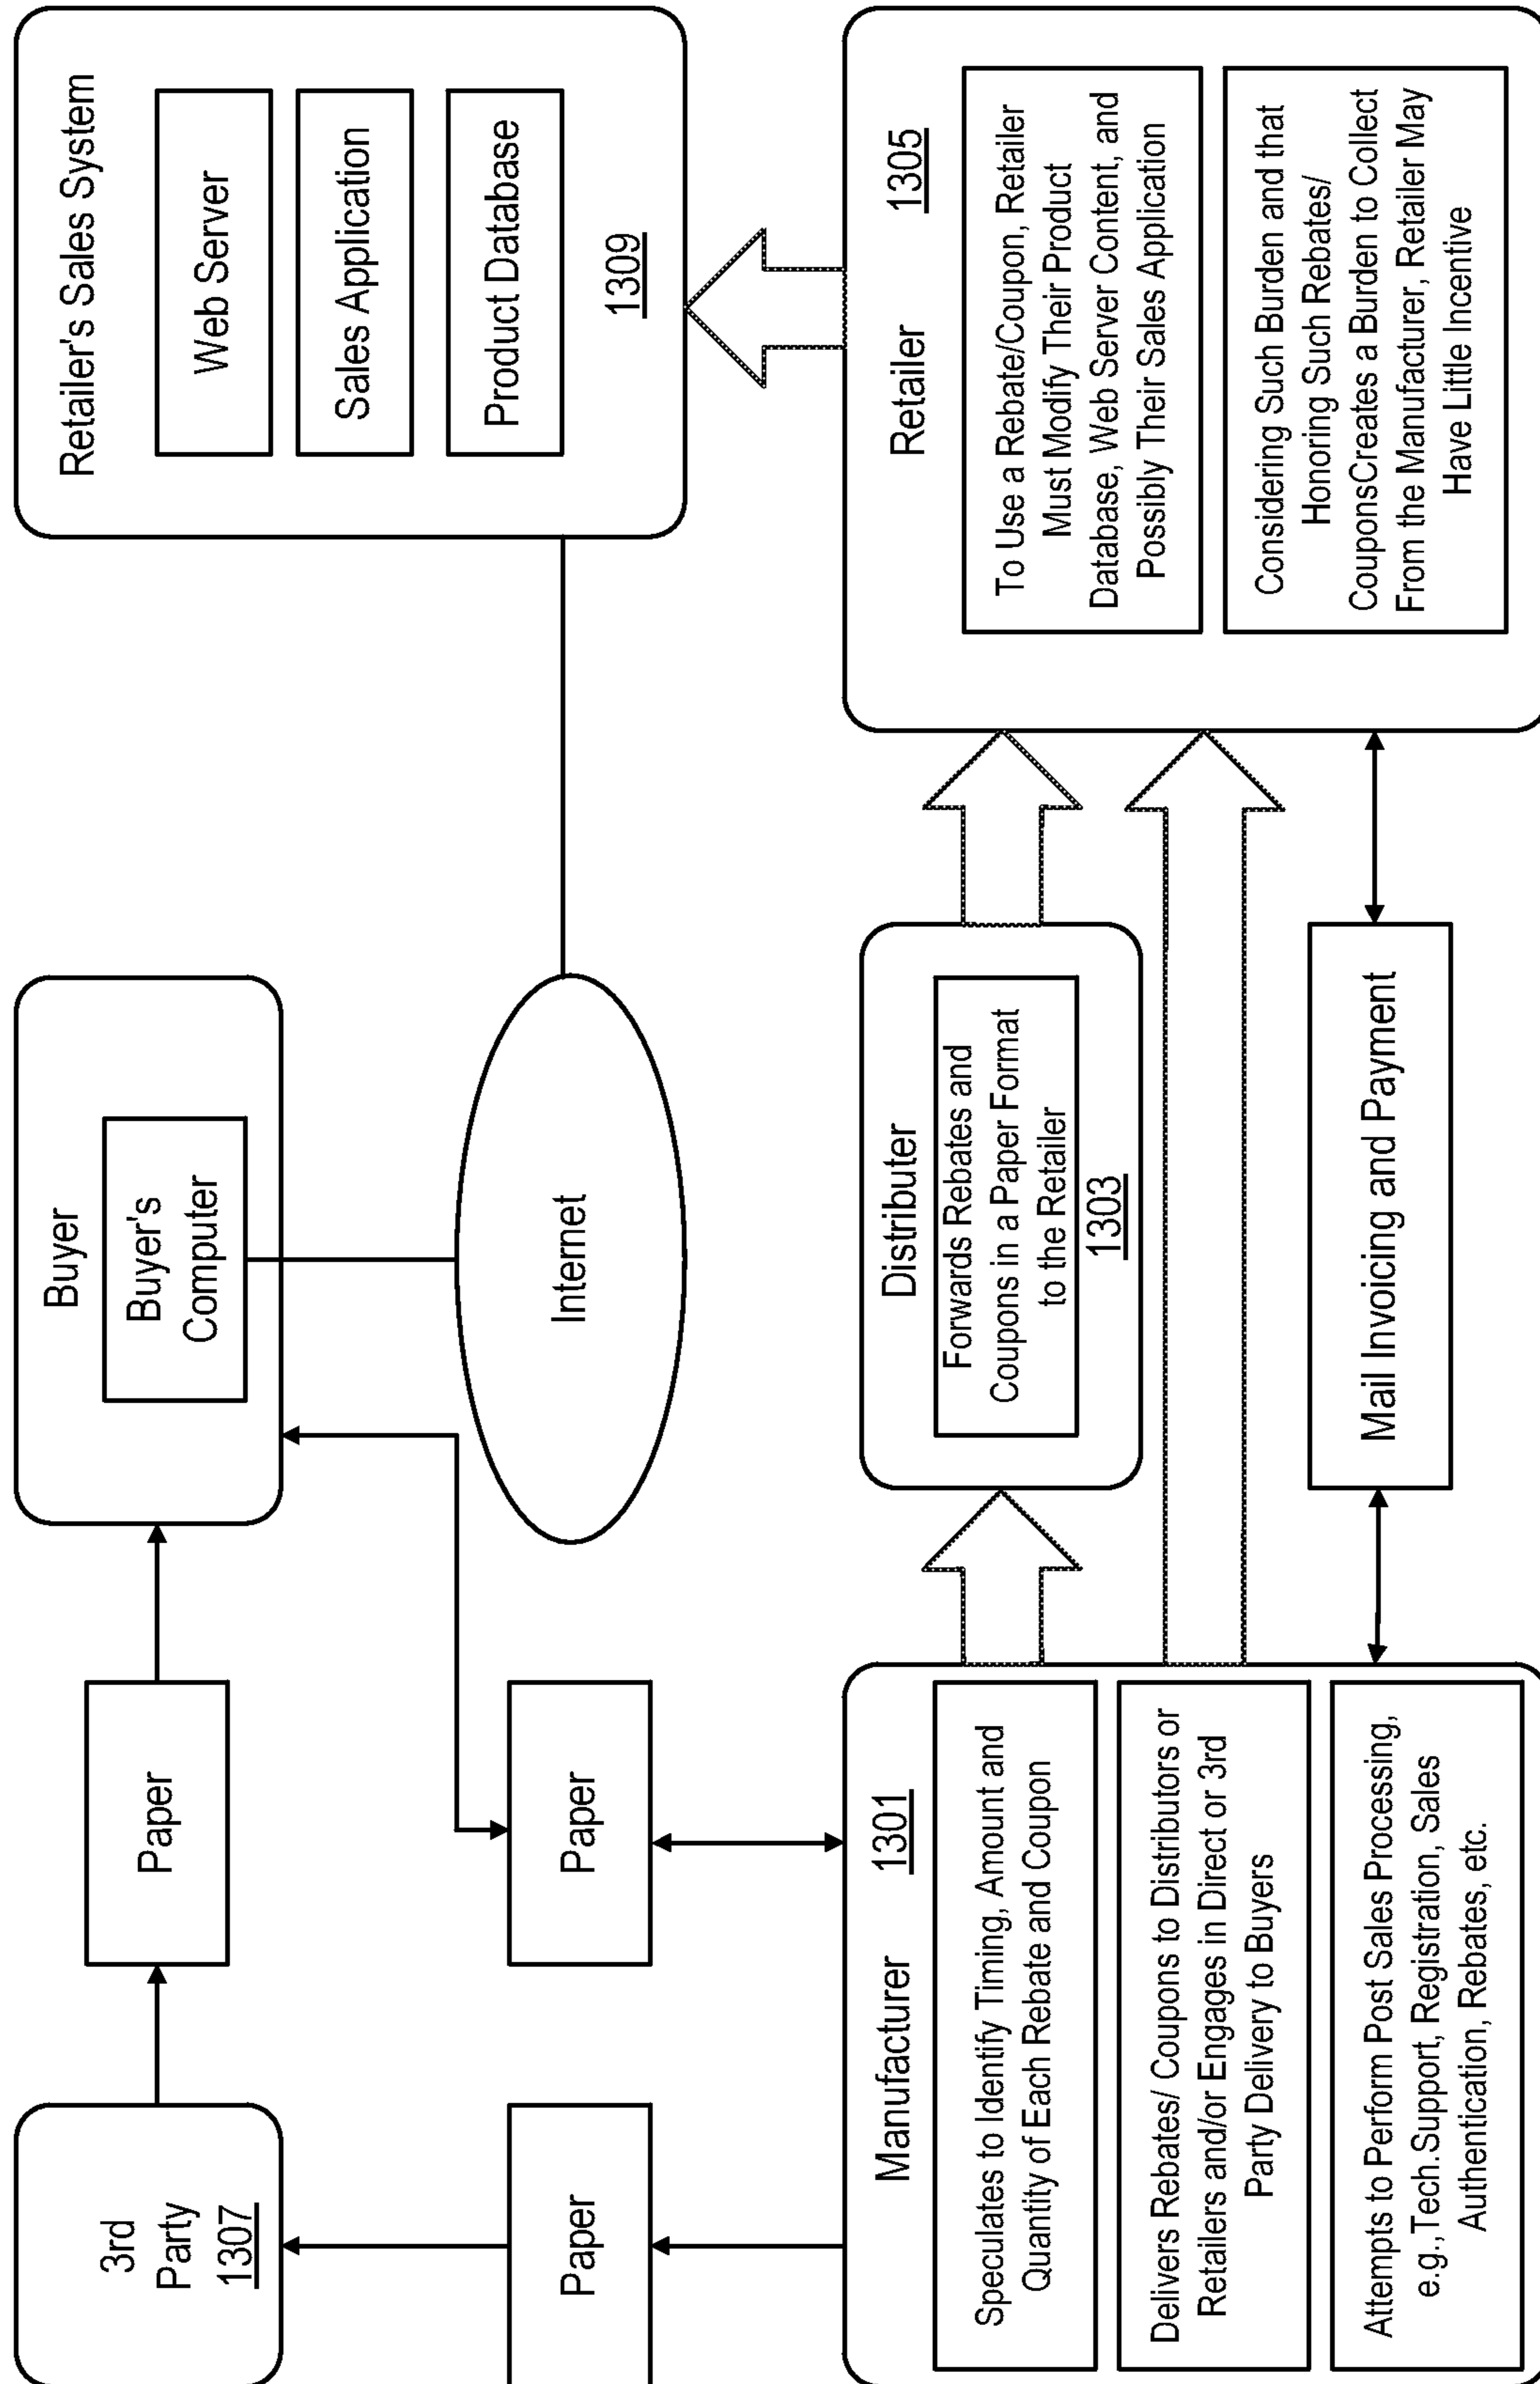 3rd
Party
1307
Paper
Buyer
Buyer's
Computer
Retailer's Sales System
Web Server
Sales Application
Product Database
1309
Paper
Paper
Internet
Manufacturer
1301
Speculates to Identify Timing, Amount and
Quantity of Each Rebate and Coupon
Delivers Rebates/ Coupons to Distributors or
Retailers and/or Engages in Direct or 3rd
Party Delivery to Buyers
Attempts to Perform Post Sales Processing,
e.g.,Tech.Support, Registration, Sales
Authentication, Rebates, etc.
Distributer
Forwards Rebates and
Coupons in a Paper Format
to the Retailer
1303
Mail Invoicing and Payment
Retailer
1305
To Use a Rebate/Coupon, Retailer
Must Modify Their Product
Database, Web Server Content, and
Possibly Their Sales Application
Considering Such Burden and that
Honoring Such Rebates/
CouponsCreates a Burden to Collect
From the Manufacturer, Retailer May
Have Little Incentive